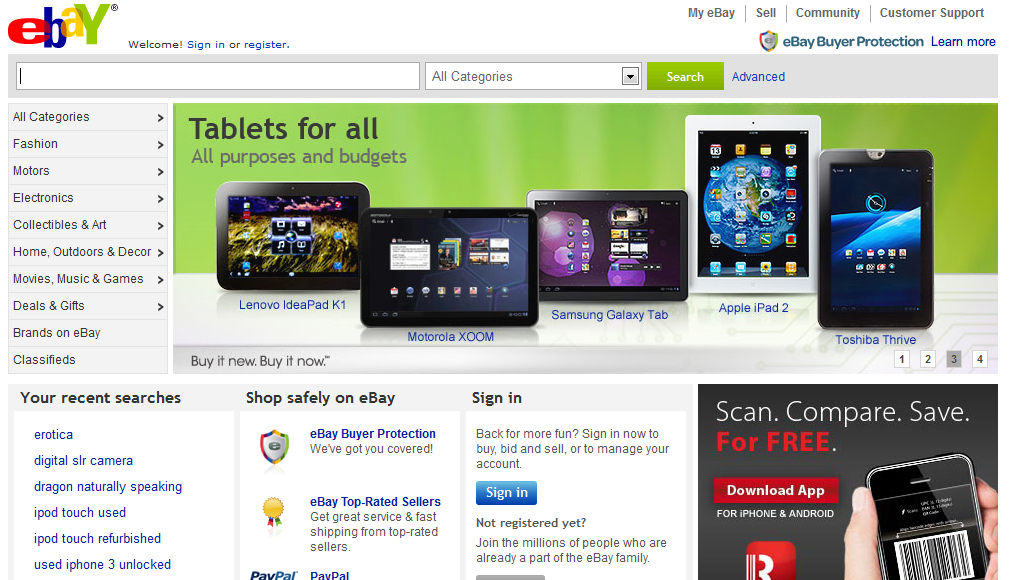 My eBay
Sell
Community
Customer Support
ebaY®
Welcome! Sign in or register.
eBay Buyer Protection Learn more
All Categories
Search
Advanced
All Categories
Fashion
Motors
Electronics
Collectibles & Art
Home, Outdoors & Decor
Movies, Music & Games
Deals & Gifts
Brands on eBay
Classifieds
Tablets for all
All purposes and budgets
Lenovo IdeaPad K1
Motorola XOOM
Samsung Galaxy Tab
Apple iPad 2
Toshiba Thrive
Buy it new. Buy it now.™
1 2 3 4
Your recent searches
erotica
digital slr camera
dragon naturally speaking
ipod touch used
ipod touch refurbished
used iphone 3 unlocked
Shop safely on eBay
eBay Buyer Protection
We've got you covered!
eBay Top-Rated Sellers
Get great service & fast
shipping from top-rated
sellers.
PayPal
PayPal
Sign in
Back for more fun? Sign in now to
buy, bid and sell, or to manage your
account.
Sign in
Not registered yet?
Join the millions of people who are
already a part of the eBay family.
Scan. Compare. Save.
For FREE.
Download App
FOR IPHONE & ANDROID